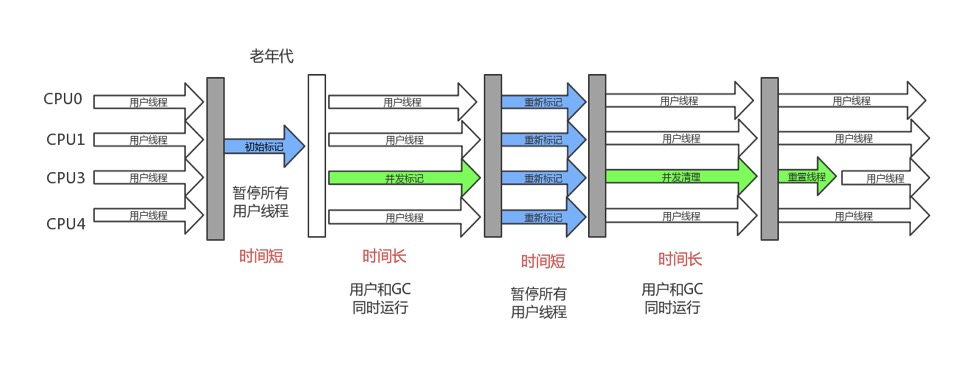 老年代
CPU0
用户线程
用户线程
重新标记
用户线程
用户线程
CPU1
用户线程
初始标记
用户线程
重新标记
用户线程
用户线程
CPU3
用户线程
并发标记
重新标记
并发清理
重置线程
用户线程
CPU4
用户线程
用户线程
重新标记
用户线程
用户线程
暂停所有
用户线程
时间短
时间长
时间短
时间长
用户和GC
同时运行
暂停所有
用户线程
用户和GC
同时运行